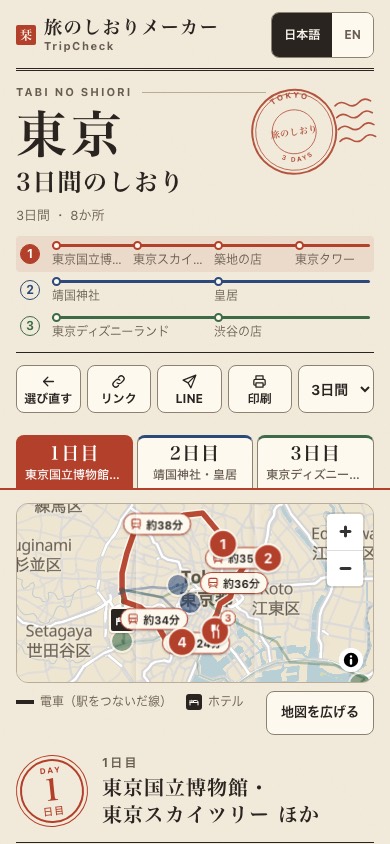 栞 旅のしおりメーカー
TripCheck
日本語 EN
TABI NO SHIORI
TOKYO
旅のしおり
3 DAYS
東京
3日間のしおり
3日間 ・ 8か所
1
東京国立博… 東京スカイ… 築地の店 東京タワー
2
靖国神社 皇居
3
東京ディズニーランド 渋谷の店
選び直す リンク LINE 印刷 3日間
1日目 2日目 3日目
東京国立博物館… 靖国神社・皇居 東京ディズニー…
練馬区
約38分
uginami
杉並区
1
約35
2
約36分
東京都
Koto
江東区
Setagaya
世田谷区
約34分
3
4
電車（駅をつないだ線） ホテル
地図を広げる
DAY
1
日目
1日目
東京国立博物館・
東京スカイツリー ほか